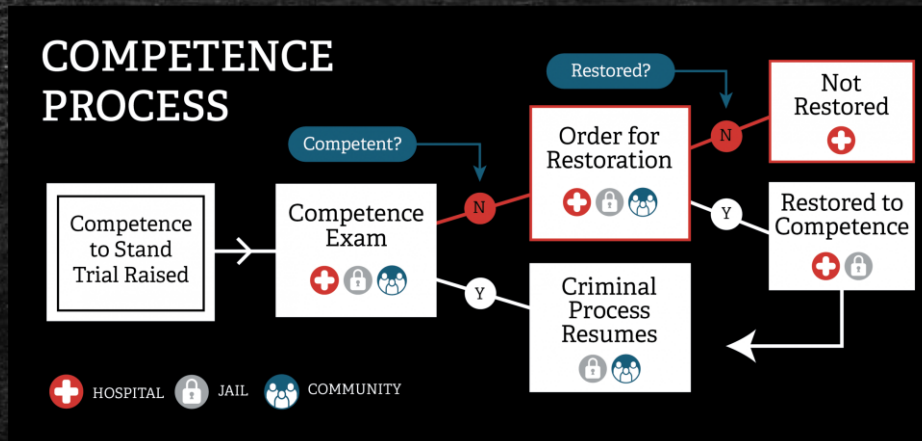 COMPETENCE
PROCESS
Competence
to Stand
Trial Raised
Competent?
Competence
Exam
N
Y
Restored?
Order for
Restoration
Criminal
Process
Resumes
N
Y
Not
Restored
Restored to
Competence
HOSPITAL
JAIL
COMMUNITY